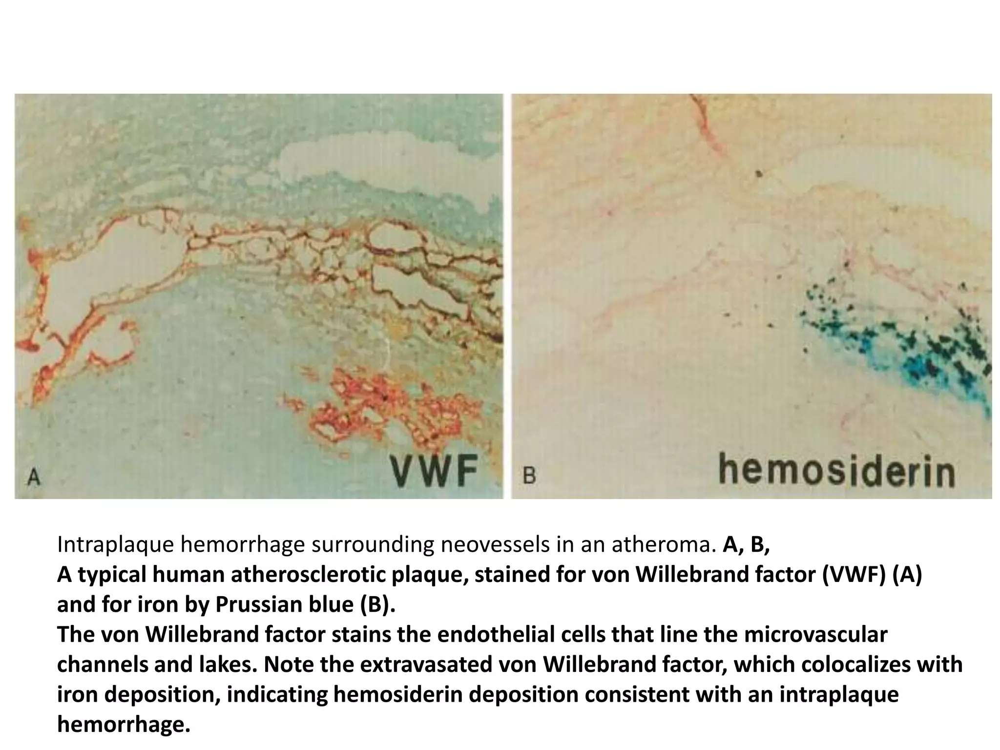 A
VWF
B
hemosiderin
Intraplaque hemorrhage surrounding neovessels in an atheroma. A, B,
A typical human atherosclerotic plaque, stained for von Willebrand factor (VWF) (A)
and for iron by Prussian blue (B).
The von Willebrand factor stains the endothelial cells that line the microvascular
channels and lakes. Note the extravasated von Willebrand factor, which colocalizes with
iron deposition, indicating hemosiderin deposition consistent with an intraplaque
hemorrhage.